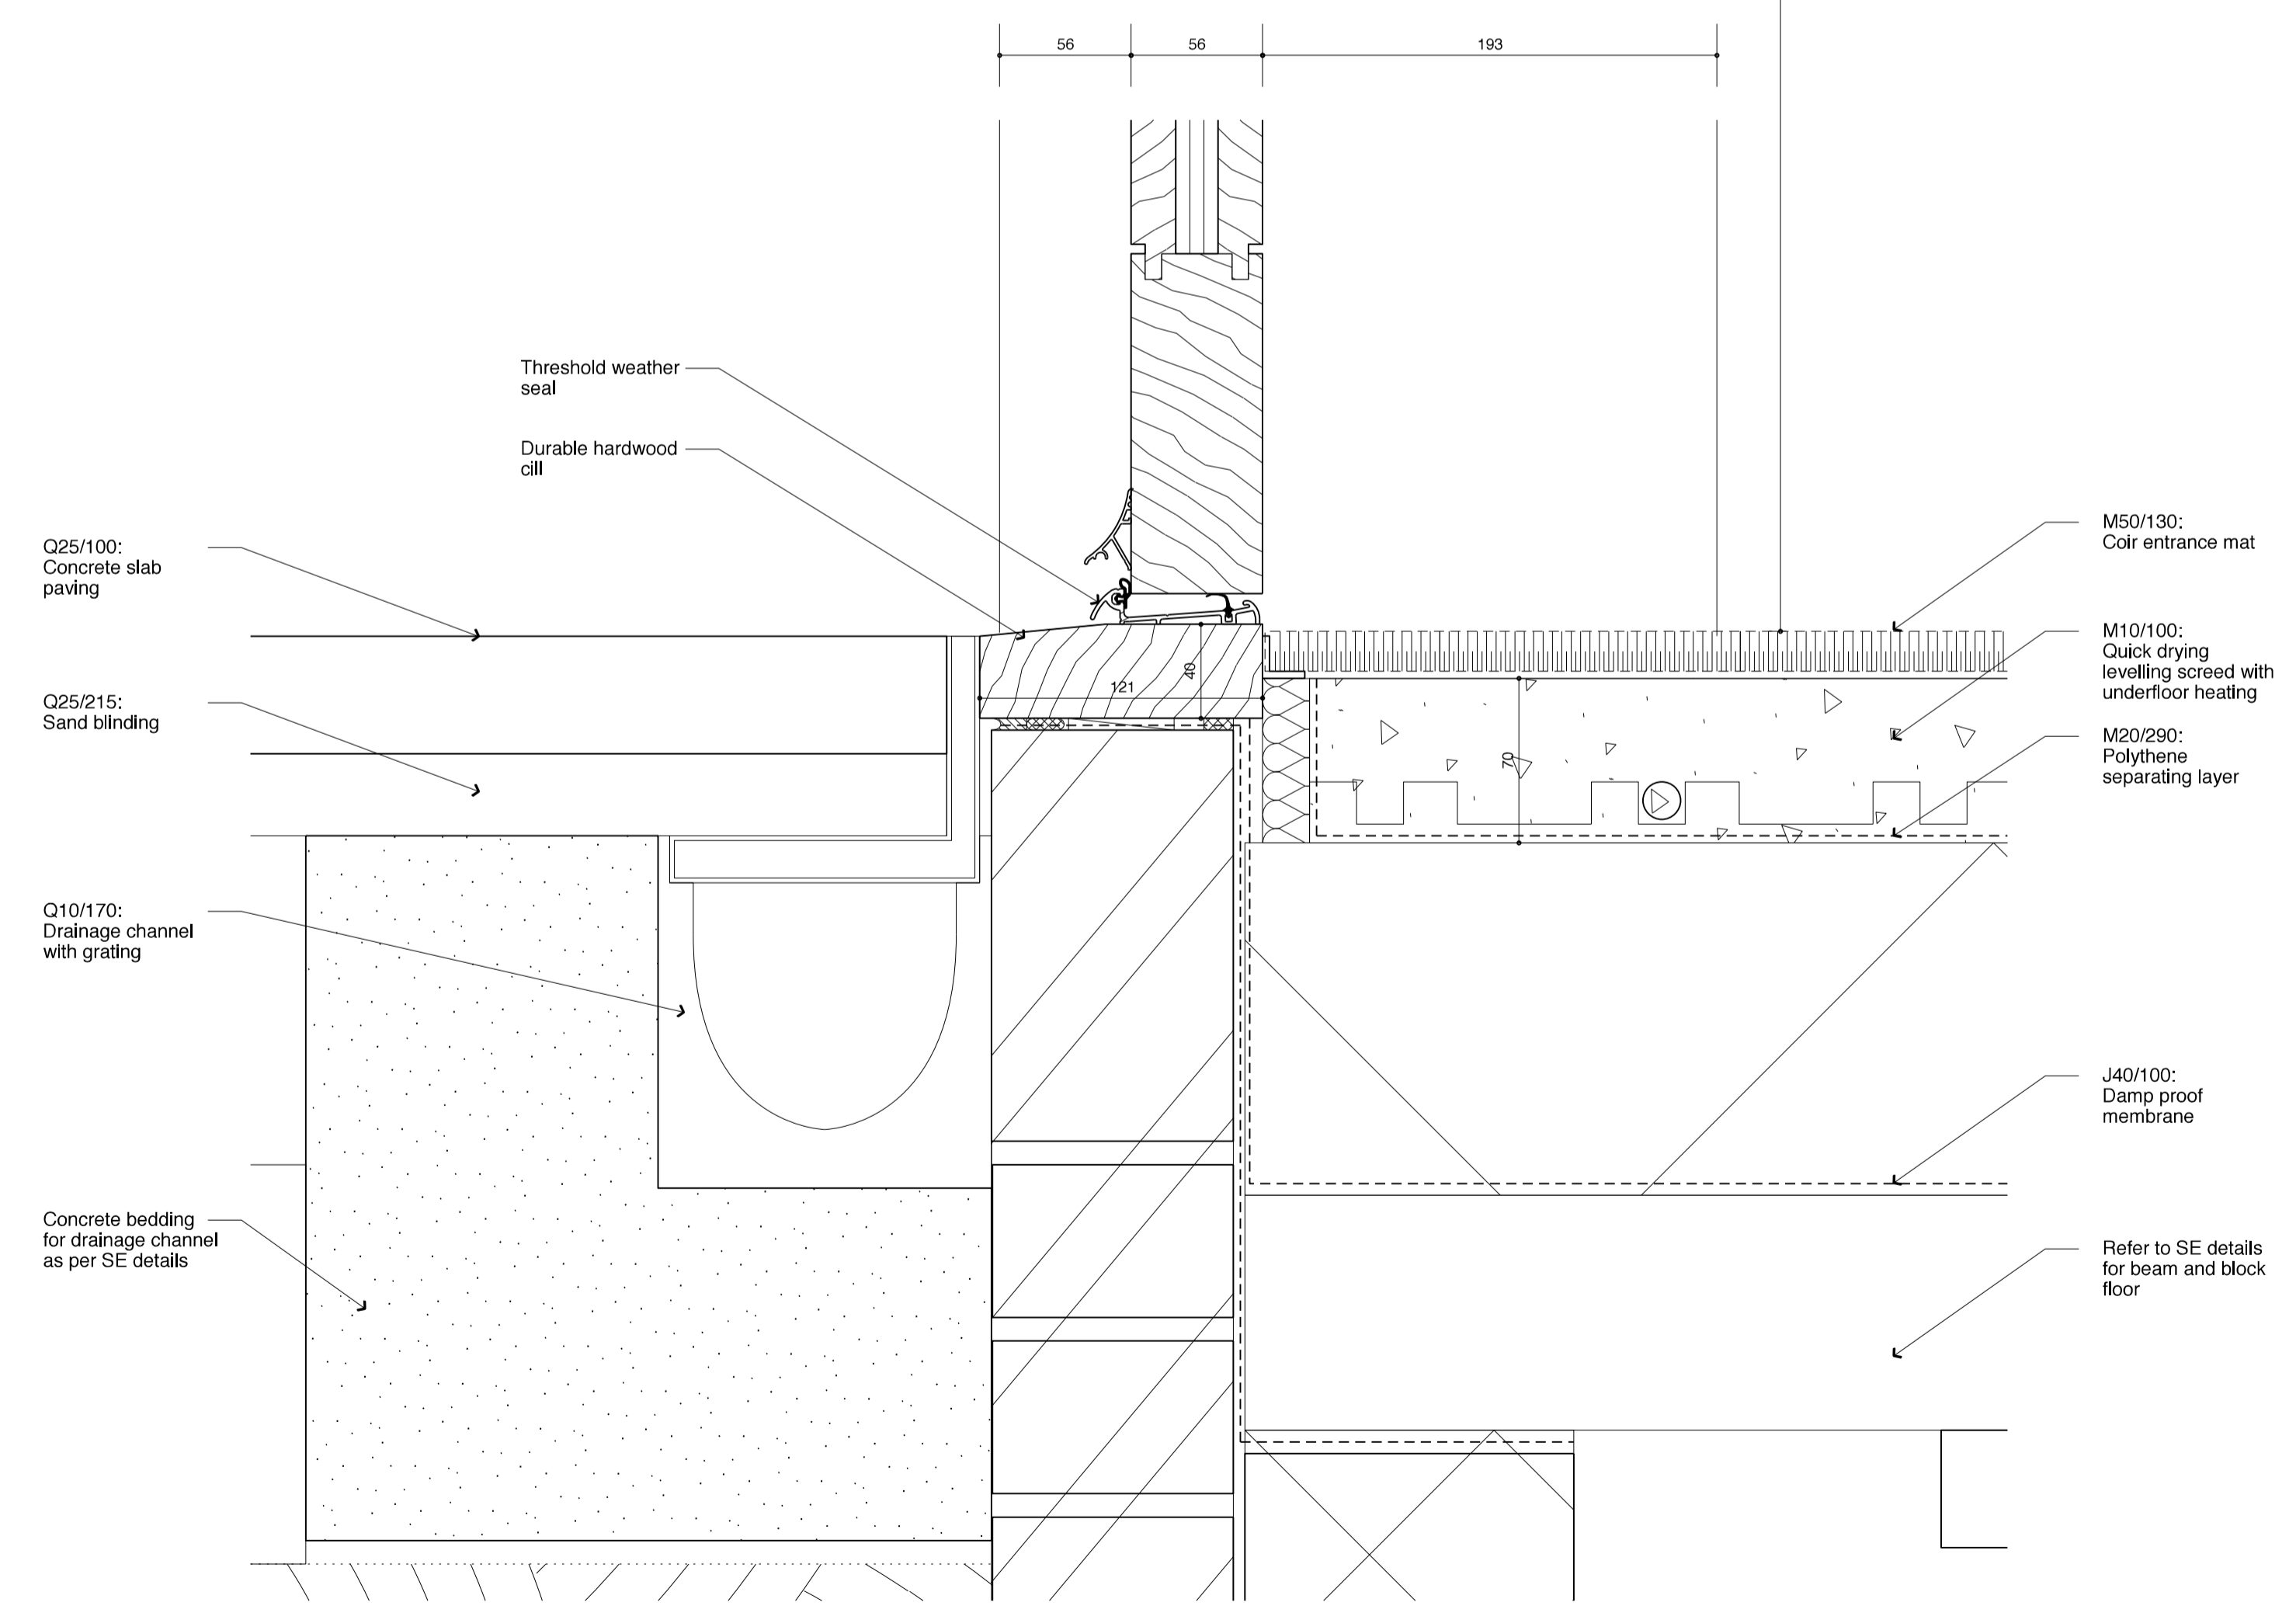 56
56
193
Threshold weather
seal
Durable hardwood
cill
Q25/100:
Concrete slab
paving
Q25/215:
Sand blinding
Q10/170:
Drainage channel
with grating
Concrete bedding
for drainage channel
as per SE details
121
40
70
M50/130:
Coir entrance mat
M10/100:
Quick drying
levelling screed with
underfloor heating
M20/290:
Polythene
separating layer
J40/100:
Damp proof
membrane
Refer to SE details
for beam and block
floor